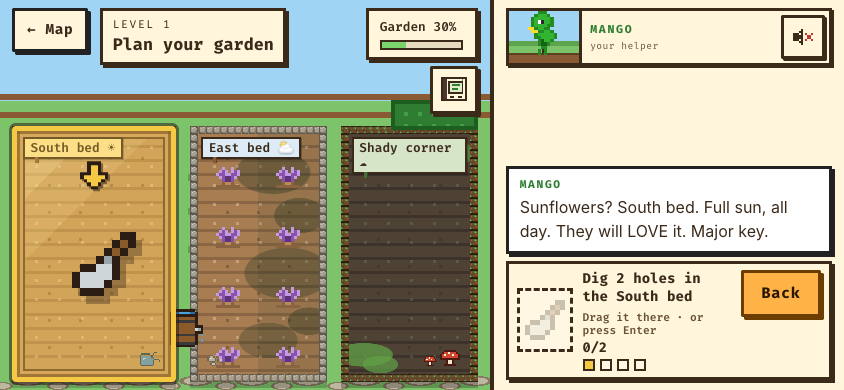 ← Map
LEVEL 1
Plan your garden
Garden 30%
South bed
East bed
Shady corner
MANGO
your helper
MANGO
Sunflowers? South bed. Full sun, all
day. They will LOVE it. Major key.
Dig 2 holes in
the South bed
Drag it there · or
press Enter
0/2
Back